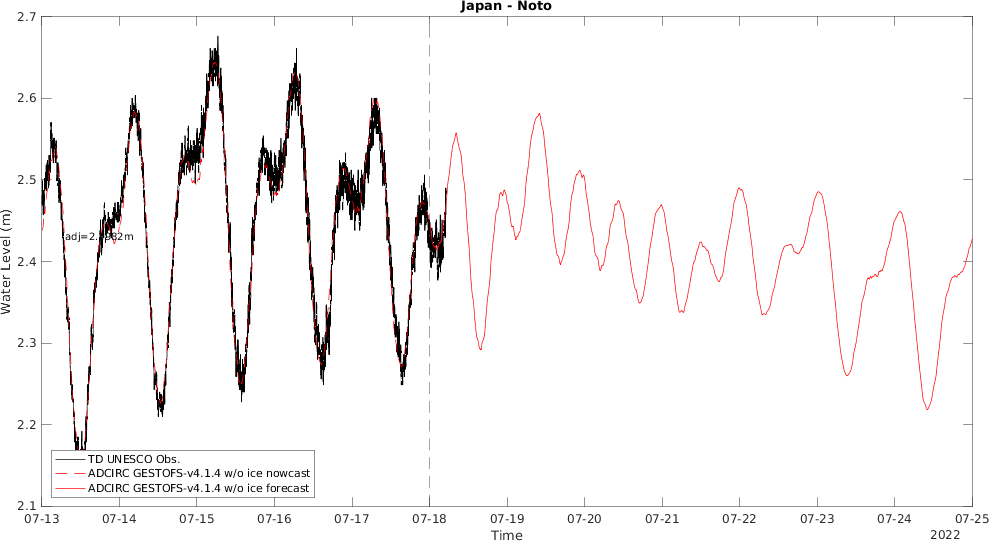 Japan - Noto
2.7
2.6
2.5
2.4
2.3
2.2
2.1
Water Level (m)
TD UNESCO Obs.
ADCIRC GESTOFS-v4.1.4 w/o ice nowcast
ADCIRC GESTOFS-v4.1.4 w/o ice forecast
07-13 07-14 07-15 07-16 07-17 07-18 07-19 07-20 07-21 07-22 07-23 07-24 07-25
Time
2022